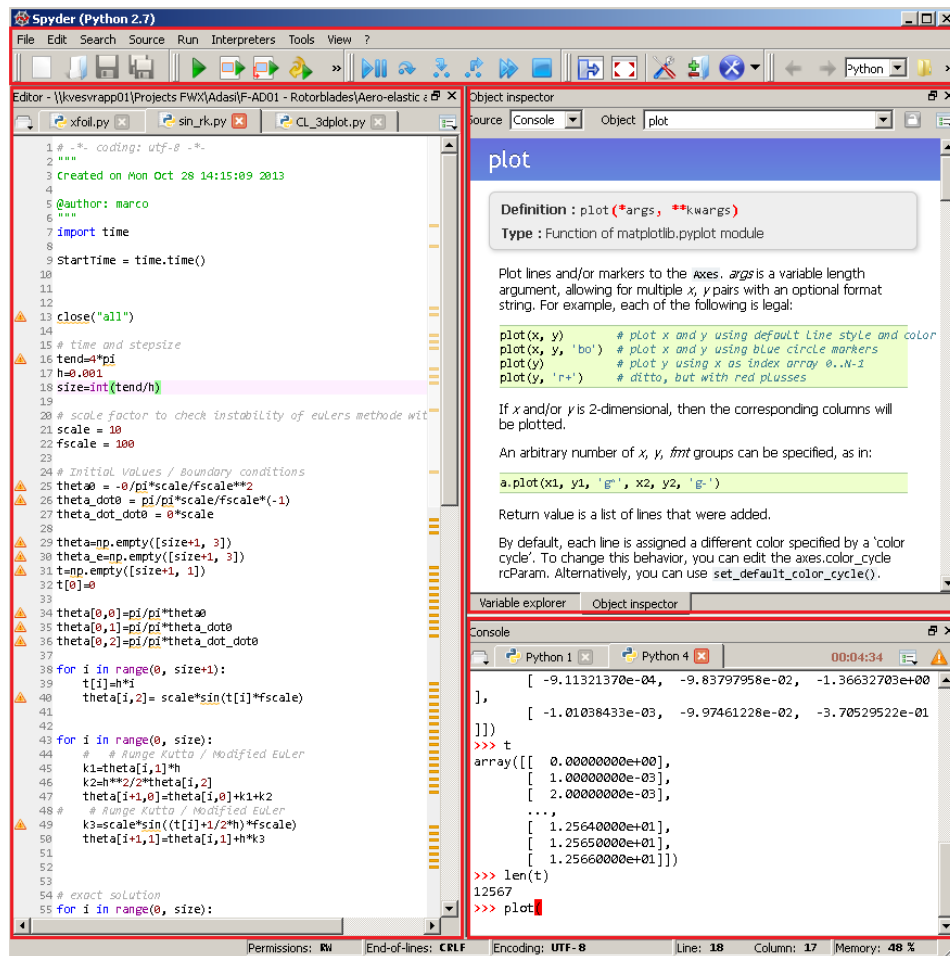 Spyder (Python 2.7)
File Edit Search Source Run Interpreters Tools View ?
» » Python »
Editor - \\kvesvrapp01\Projects FWX\Adasi\F-AD01 - Rotorblades\Aero-elastic
xfoil.py sin_rk.py CL_3dplot.py
1 # -*- coding: utf-8 -*-
2 """
3 Created on Mon Oct 28 14:15:09 2013
4
5 @author: marco
6 """
7 import time
8
9 StartTime = time.time()
10
11
12
13 close("all")
14
15 # time and stepsize
16 tend=4*pi
17 h=0.001
18 size=int(tend/h)
19
20 # scale factor to check instability of eulers methode wit
21 scale = 10
22 fscale = 100
23
24 # Initial Values / Boundary conditions
25 theta0 = -0/pi*scale/fscale**2
26 theta_dot0 = pi/pi*scale/fscale*(-1)
27 theta_dot_dot0 = 0*scale
28
29 theta=np.empty([size+1, 3])
30 theta_e=np.empty([size+1, 3])
31 t=np.empty([size+1, 1])
32 t[0]=0
33
34 theta[0,0]=pi/pi*theta0
35 theta[0,1]=pi/pi*theta_dot0
36 theta[0,2]=pi/pi*theta_dot_dot0
37
38 for i in range(0, size+1):
39 t[i]=h*i
40 theta[i,2]= scale*sin(t[i]*fscale)
41
42
43 for i in range(0, size):
44 # # Runge Kutta / Modified Euler
45 k1=theta[i,1]*h
46 k2=h**2/2*theta[i,2]
47 theta[i+1,0]=theta[i,0]+k1+k2
48 # # Runge Kutta / Modified Euler
49 k3=scale*sin((t[i]+1/2*h)*fscale)
50 theta[i+1,1]=theta[i,1]+h*k3
51
52
53
54 # exact solution
55 for i in range(0, size):
Object inspector
Source Console Object plot
plot
Definition : plot(*args, **kwargs)
Type : Function of matplotlib.pyplot module
Plot lines and/or markers to the Axes. args is a variable length
argument, allowing for multiple x, y pairs with an optional format
string. For example, each of the following is legal:
plot(x, y) # plot x and y using default line style and color
plot(x, y, 'bo') # plot x and y using blue circle markers
plot(y) # plot y using x as index array 0..N-1
plot(y, 'r+') # ditto, but with red plusses
If x and/or y is 2-dimensional, then the corresponding columns will
be plotted.
An arbitrary number of x, y, fmt groups can be specified, as in:
a.plot(x1, y1, 'g^', x2, y2, 'g-')
Return value is a list of lines that were added.
By default, each line is assigned a different color specified by a 'color
cycle'. To change this behavior, you can edit the axes.color_cycle
rcParam. Alternatively, you can use set_default_color_cycle().
Variable explorer Object inspector
Console
Python 1 Python 4 00:04:34
[ -9.11321370e-04, -9.83797958e-02, -1.36632703e+00
],
[ -1.01038433e-03, -9.97461228e-02, -3.70529522e-01
]])
>>> t
array([[ 0.00000000e+00],
[ 1.00000000e-03],
[ 2.00000000e-03],
...,
[ 1.25640000e+01],
[ 1.25650000e+01],
[ 1.25660000e+01]])
>>> len(t)
12567
>>> plot(
Permissions: RW End-of-lines: CRLF Encoding: UTF-8 Line: 18 Column: 17 Memory: 48 %